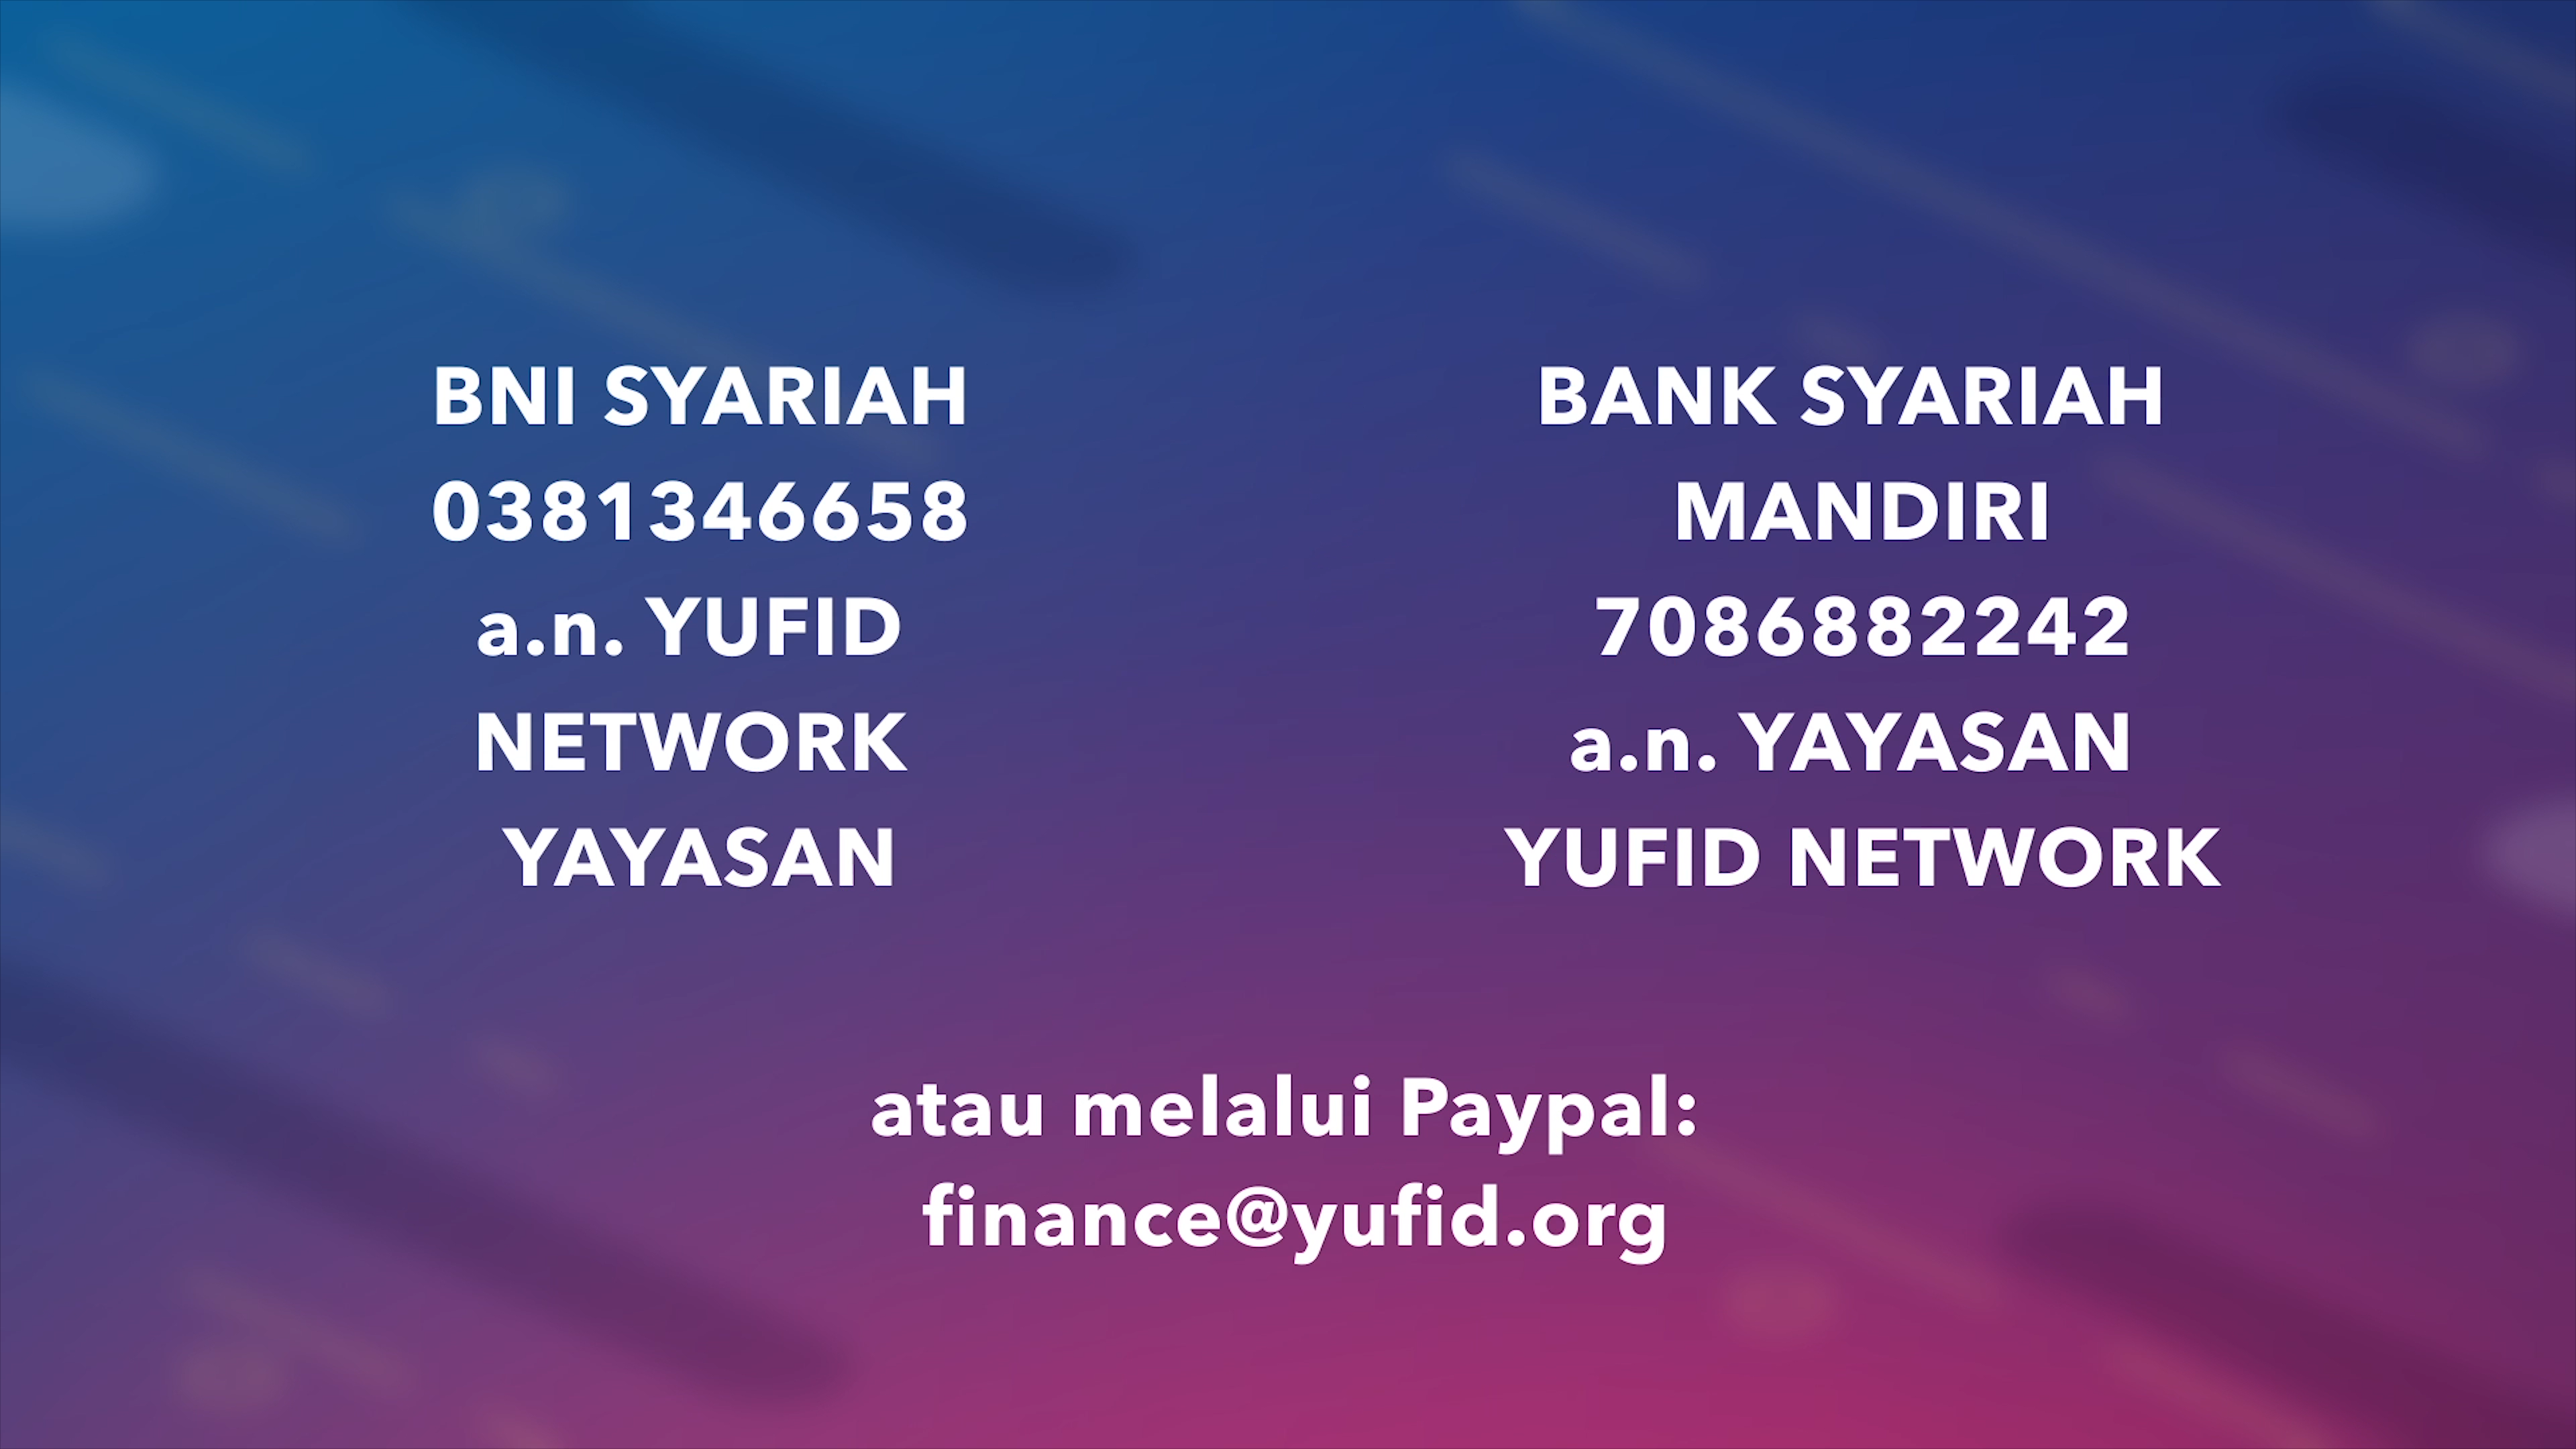 BNI SYARIAH
0381346658
a.n. YUFID
NETWORK
YAYASAN
BANK SYARIAH
MANDIRI
7086882242
a.n. YAYASAN
YUFID NETWORK
atau melalui Paypal:
finance@yufid.org